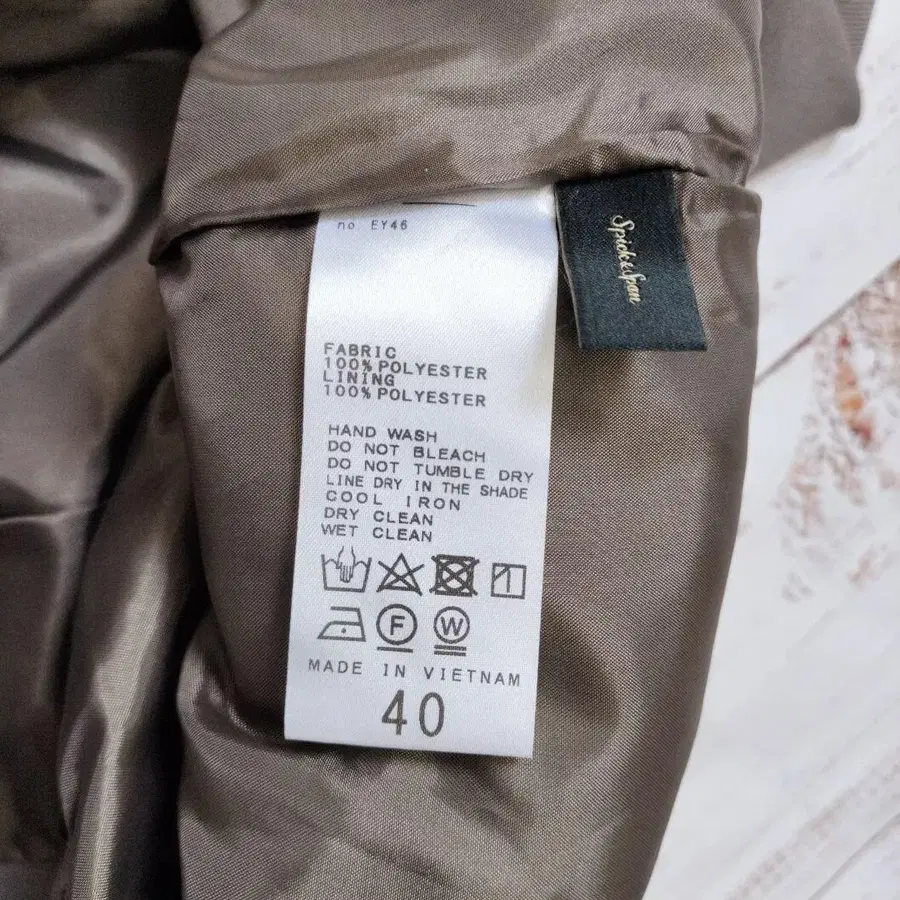 no. EY46
Spick & Span
FABRIC
100% POLYESTER
LINING
100% POLYESTER
HAND WASH
DO NOT BLEACH
DO NOT TUMBLE DRY
LINE DRY IN THE SHADE
COOL IRON
DRY CLEAN
WET CLEAN
F W
MADE IN VIETNAM
40